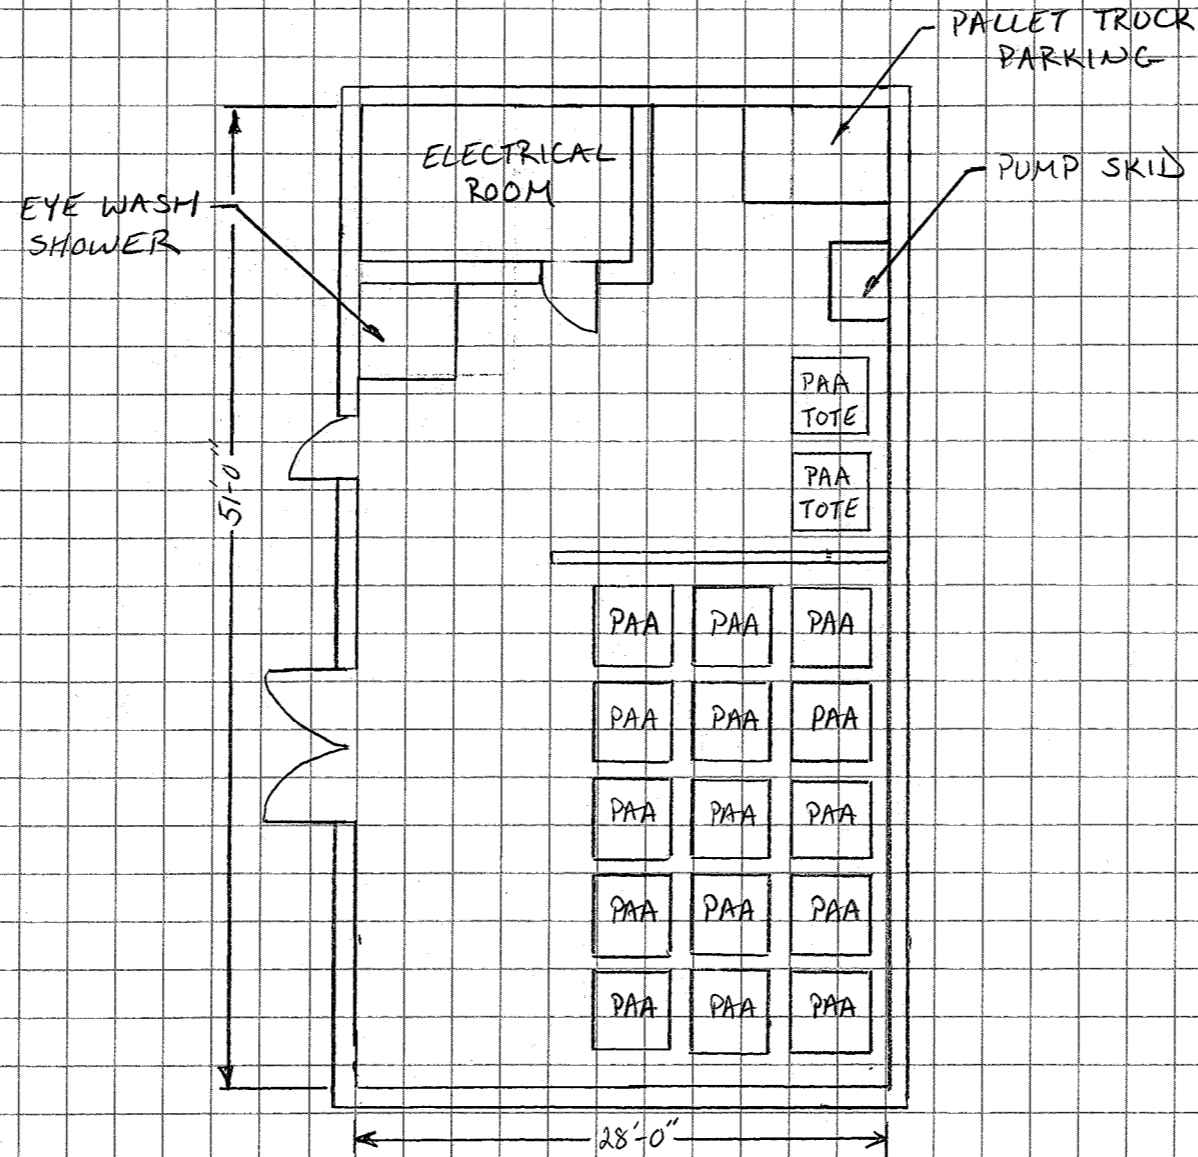 PALLET TRUCK
PARKING
ELECTRICAL
ROOM
PUMP SKID
EYE WASH
SHOWER
PAA
TOTE
51'-0"
PAA
TOTE
PAA PAA PAA
PAA PAA PAA
PAA PAA PAA
PAA PAA PAA
PAA PAA PAA
28'-0"